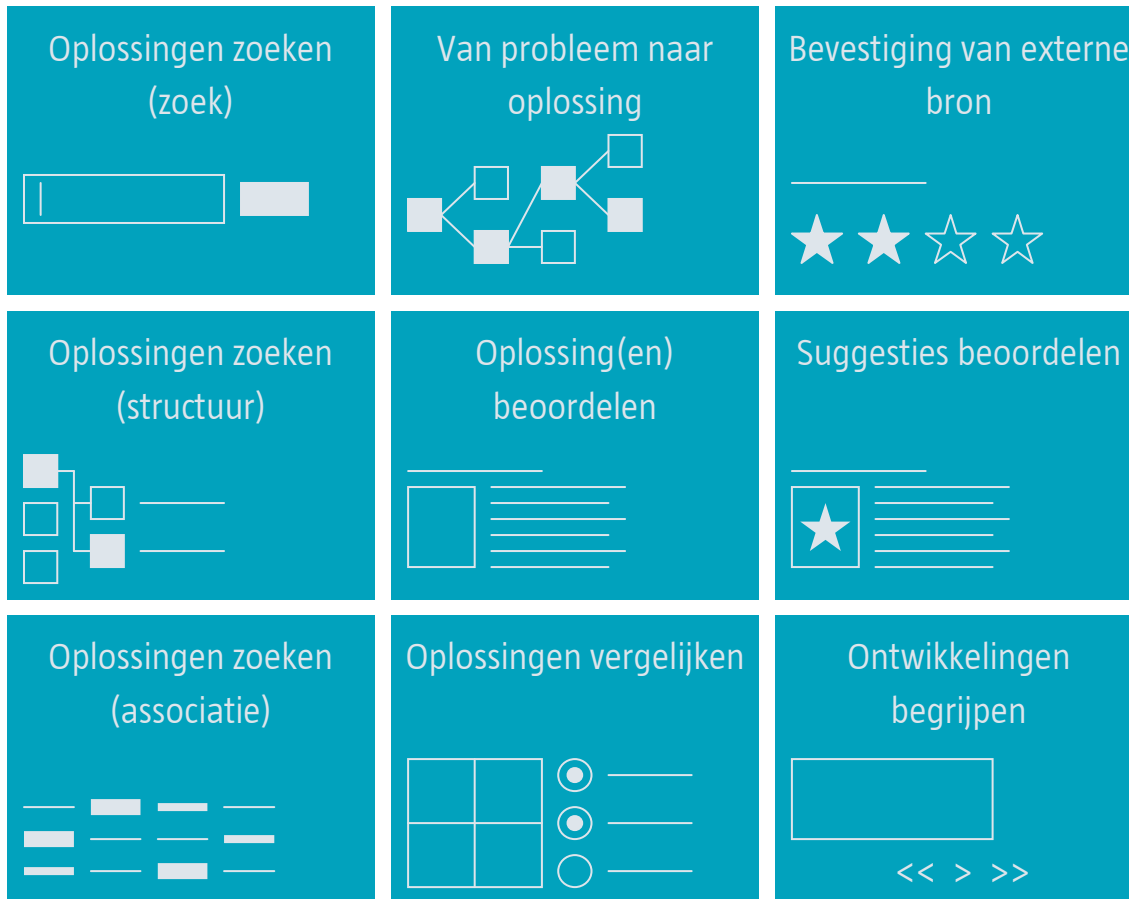 Oplossingen zoeken
(zoek)
Van probleem naar
oplossing
Bevestiging van externe
bron
Oplossingen zoeken
(structuur)
Oplossing(en)
beoordelen
Suggesties beoordelen
Oplossingen zoeken
(associatie)
Oplossingen vergelijken
Ontwikkelingen
begrijpen
<< > >>